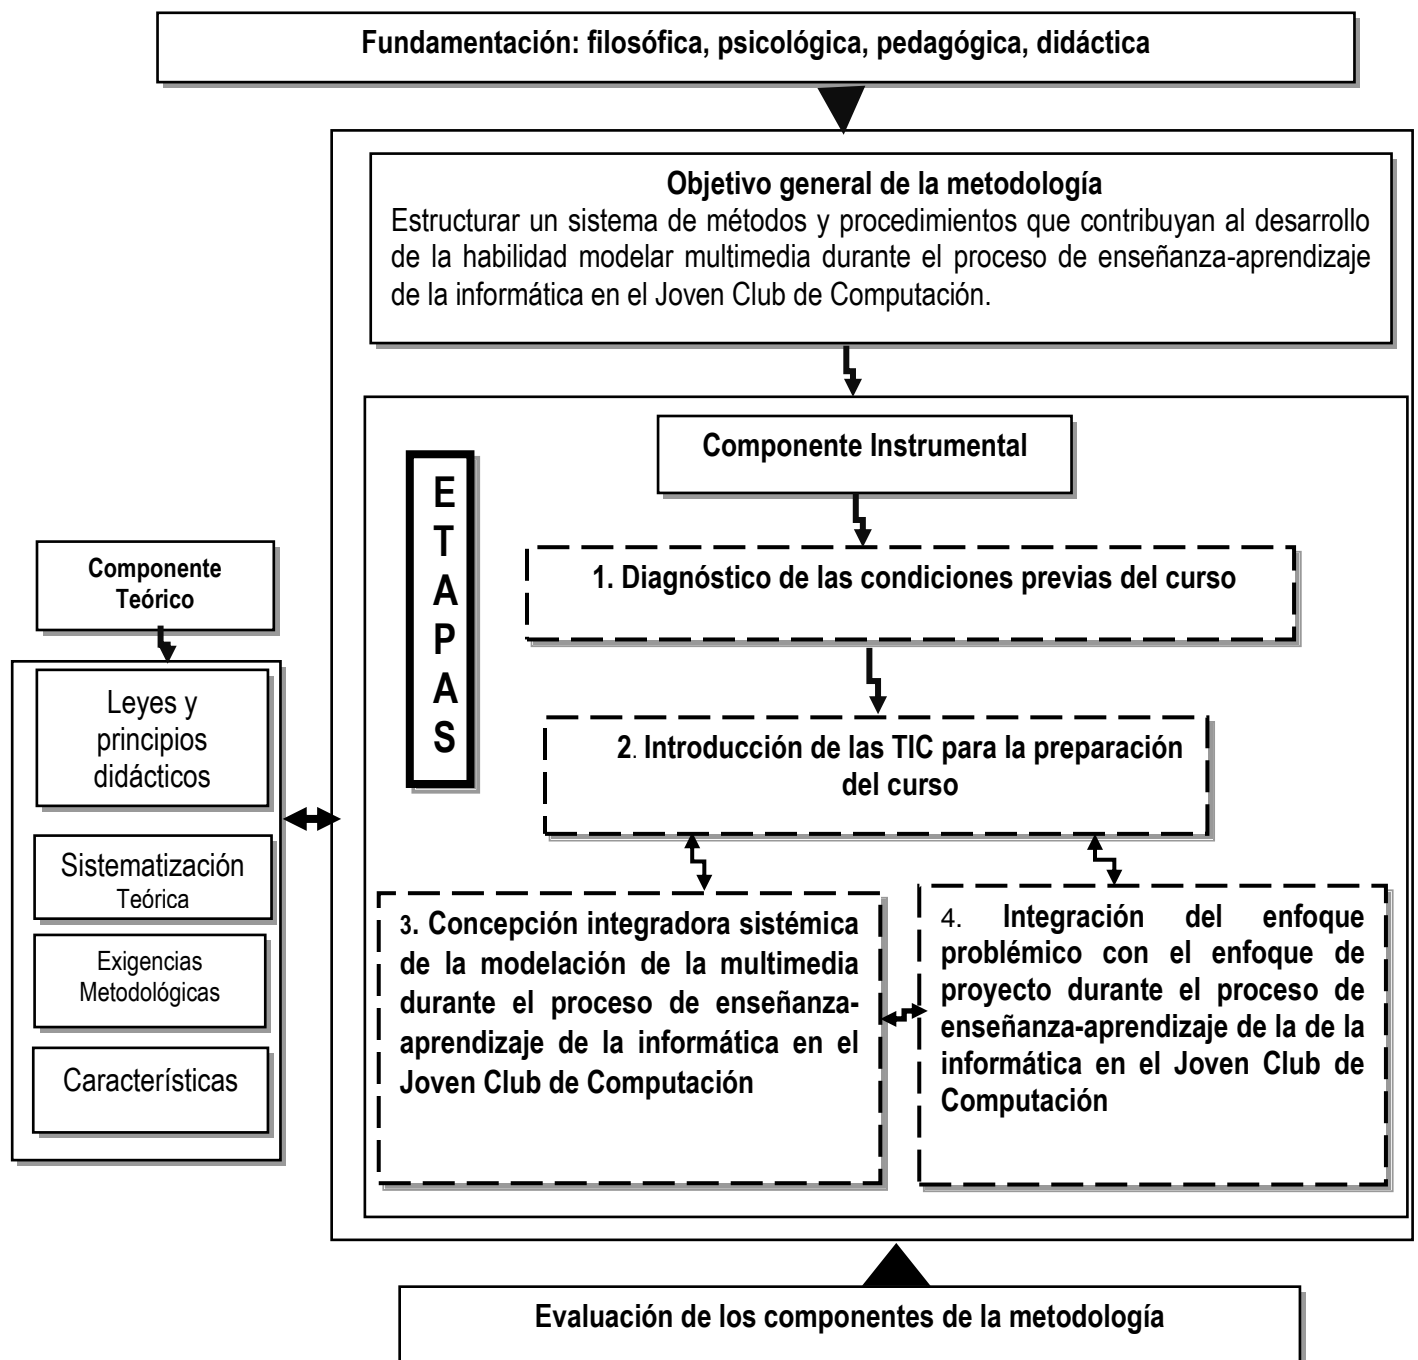 Fundamentación: filosófica, psicológica, pedagógica, didáctica
Objetivo general de la metodología
Estructurar un sistema de métodos y procedimientos que contribuyan al desarrollo
de la habilidad modelar multimedia durante el proceso de enseñanza-aprendizaje
de la informática en el Joven Club de Computación.
Componente Instrumental
E
T
A
P
A
S
1. Diagnóstico de las condiciones previas del curso
2. Introducción de las TIC para la preparación
del curso
3. Concepción integradora sistémica
de la modelación de la multimedia
durante el proceso de enseñanza-
aprendizaje de la informática en el
Joven Club de Computación
4. Integración del enfoque
problémico con el enfoque de
proyecto durante el proceso de
enseñanza-aprendizaje de la de la
informática en el Joven Club de
Computación
Componente
Teórico
Leyes y
principios
didácticos
Sistematización
Teórica
Exigencias
Metodológicas
Características
Evaluación de los componentes de la metodología